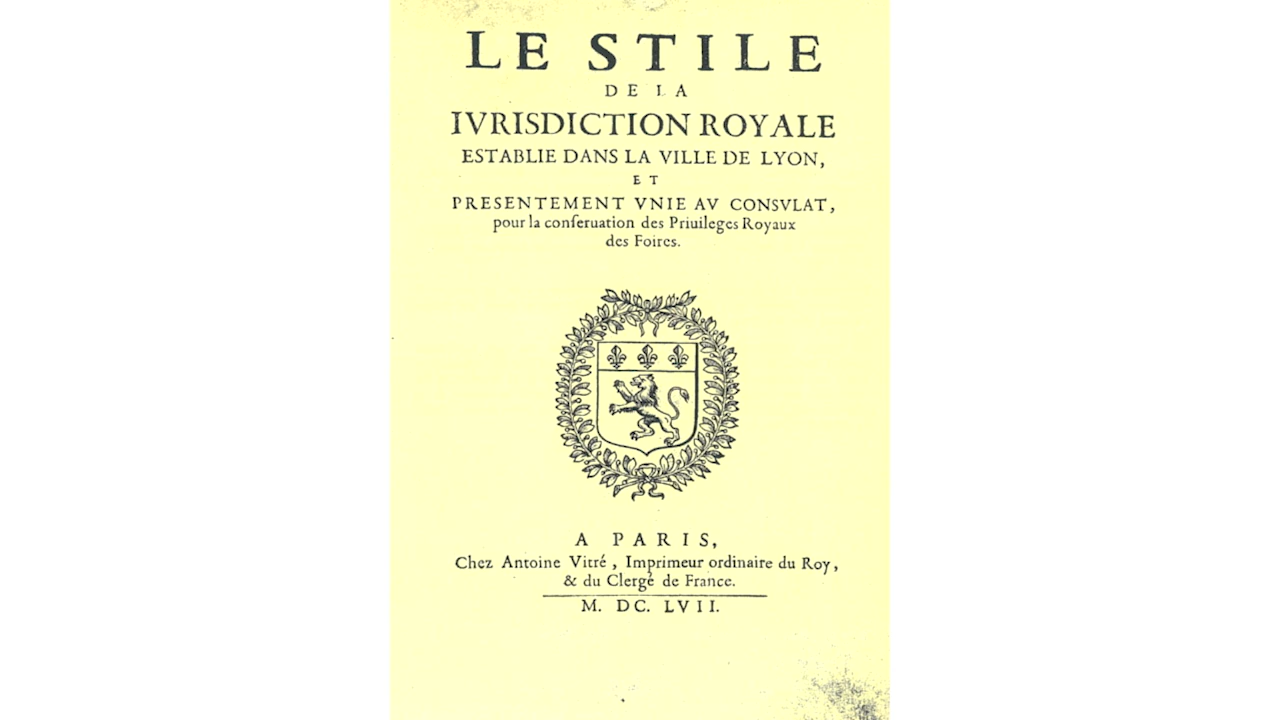 LE STILE
DE LA
IVRISDICTION ROYALE
ESTABLIE DANS LA VILLE DE LYON,
ET
PRESENTEMENT VNIE AV CONSVLAT,
pour la conſeruation des Priuileges Royaux
des Foires.
A PARIS,
Chez Antoine Vitré, Imprimeur ordinaire du Roy,
& du Clergé de France.
M. DC. LVII.